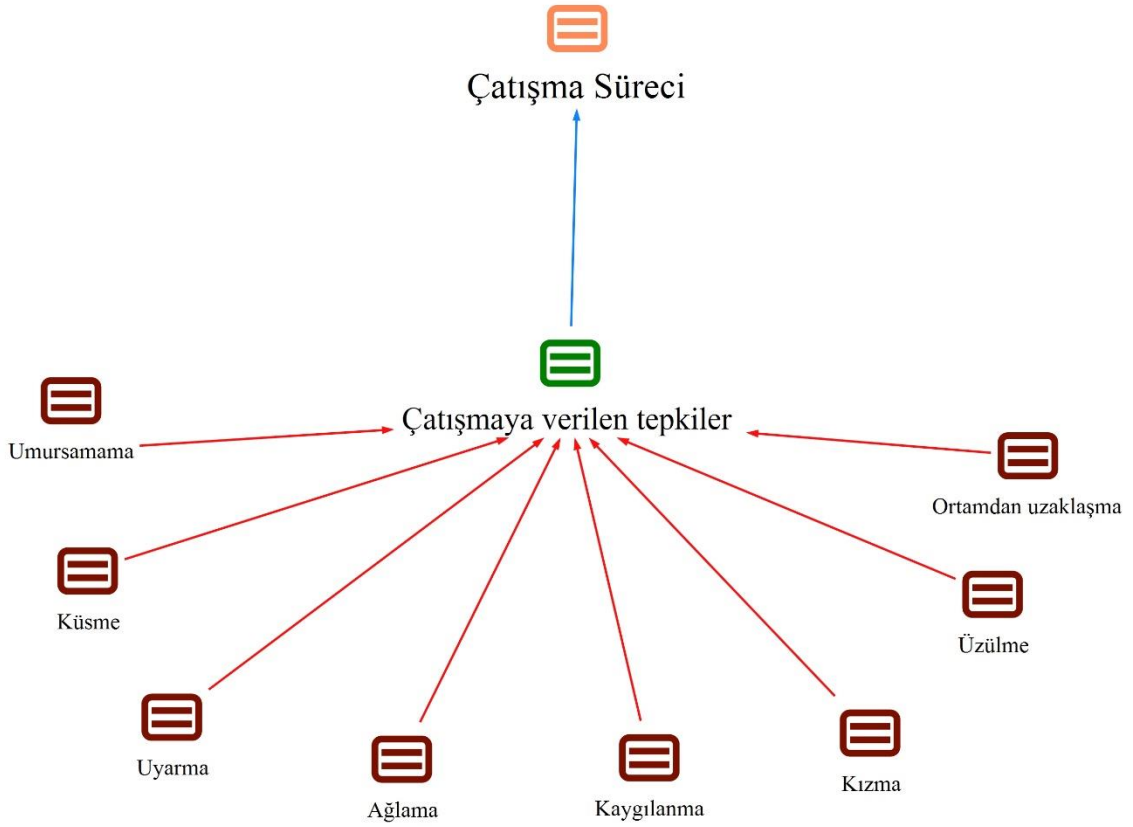 Çatışma Süreci
Çatışmaya verilen tepkiler
Umursamama
Ortamdan uzaklaşma
Küsme
Üzülme
Uyarma
Ağlama
Kaygılanma
Kızma